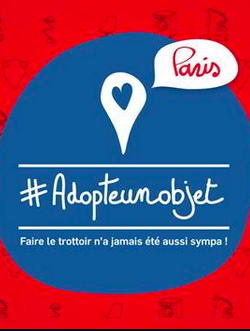 Paris
#Adopteunobjet
Faire le trottoir n'a jamais été aussi sympa !